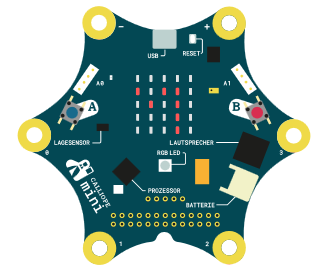 − +
USB
RESET
A0
A1
A
B
LAGESENSOR
LAUTSPRECHER
0
3
RGB LED
CALLIOPE
mini
PROZESSOR
BATTERIE
1
2